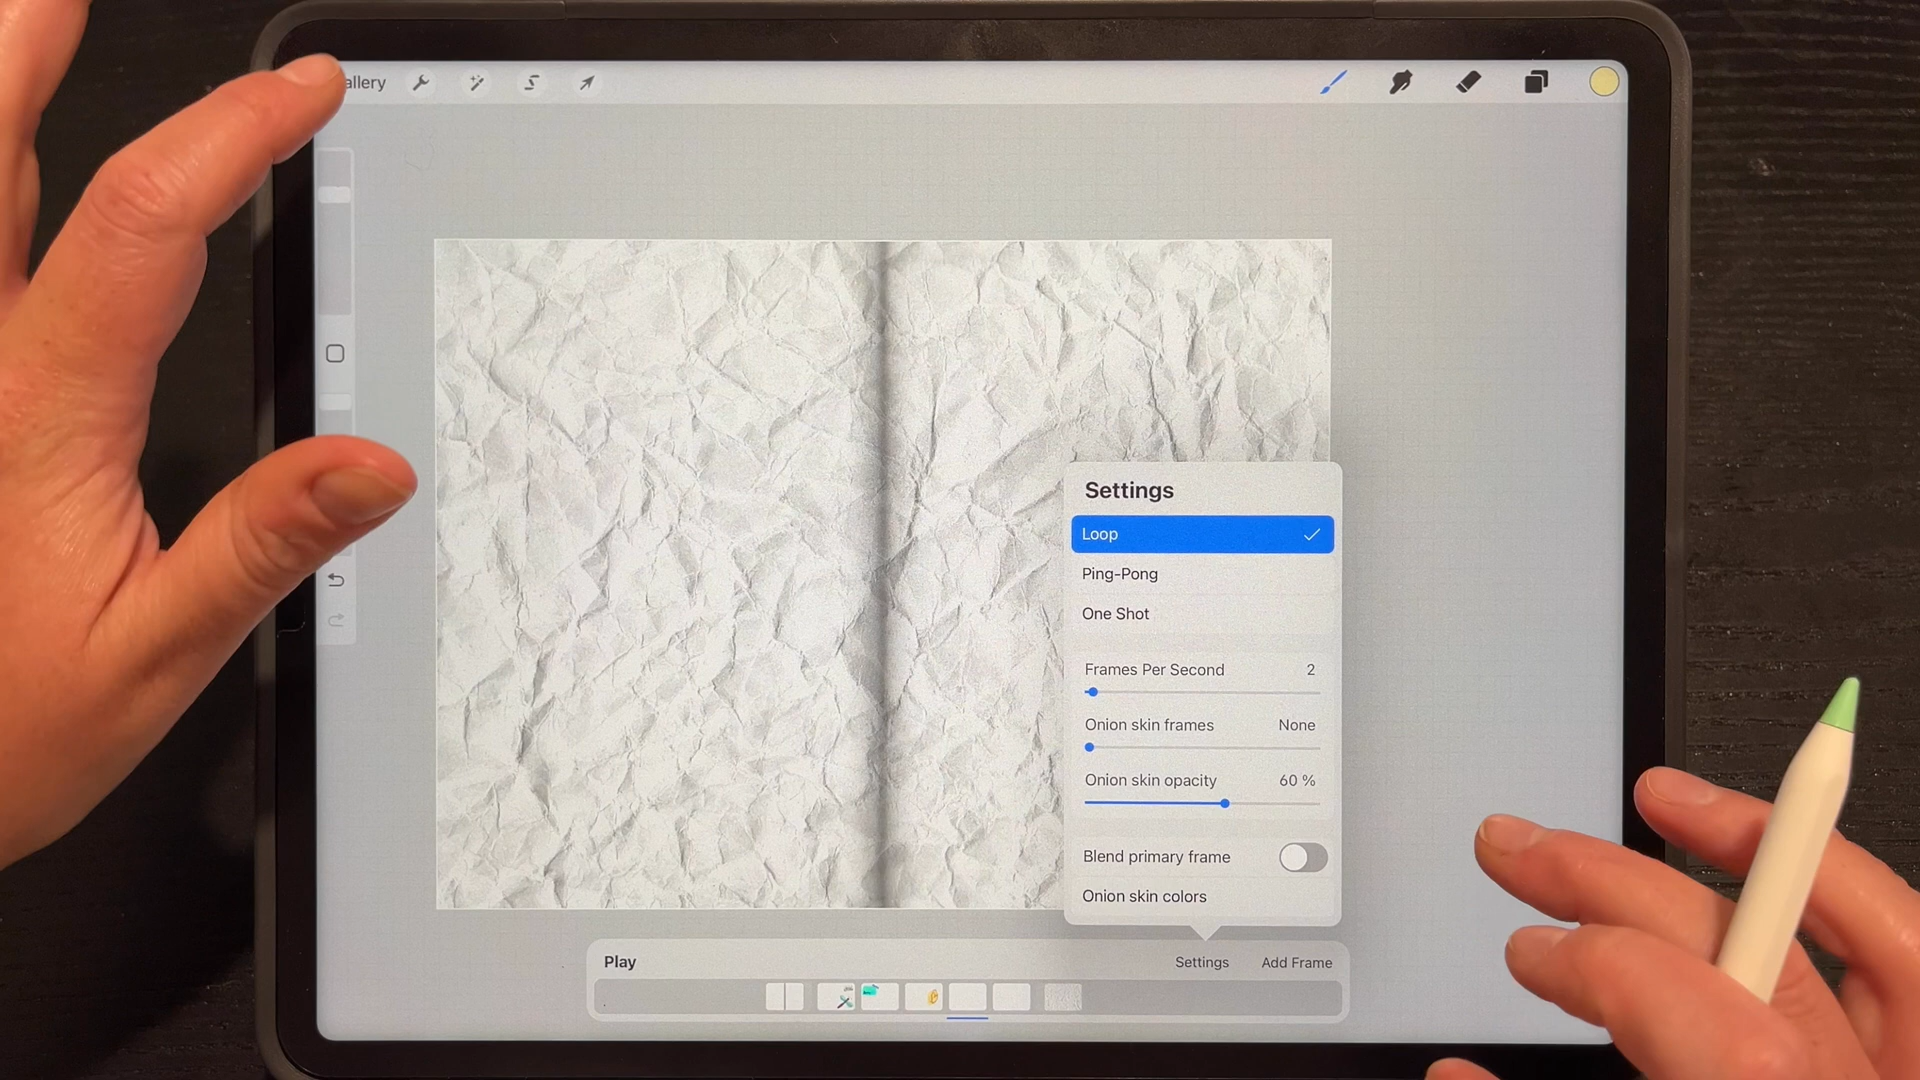 allery
Settings
Loop
Ping-Pong
One Shot
Frames Per Second 2
Onion skin frames None
Onion skin opacity 60 %
Blend primary frame
Onion skin colors
Play Settings Add Frame